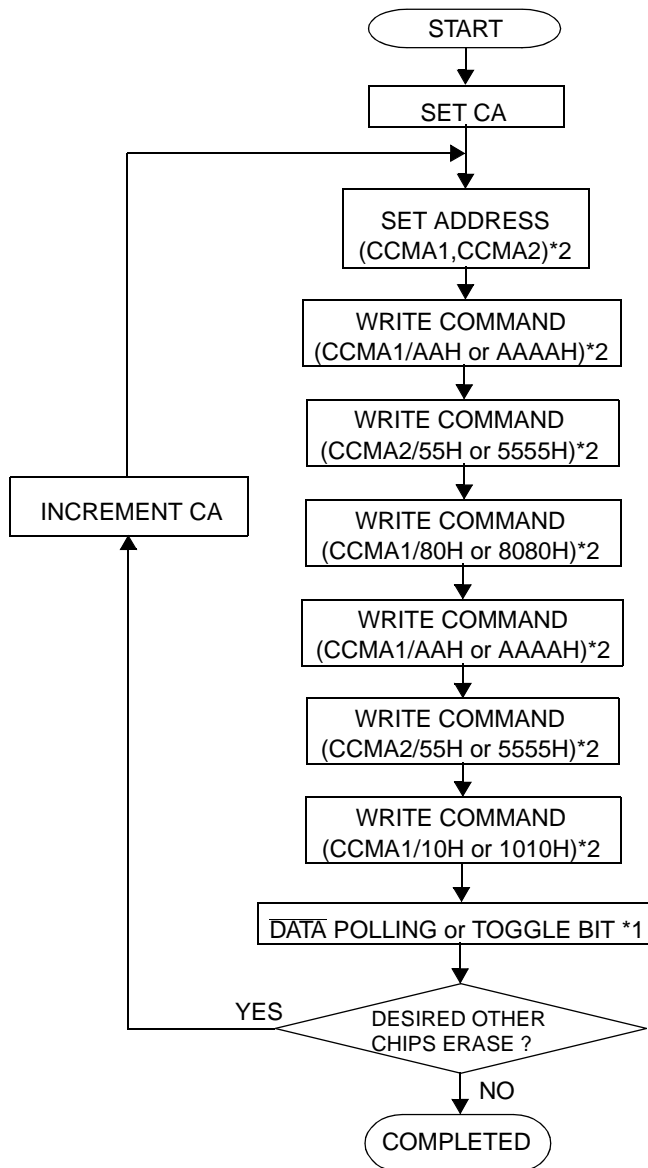 START
SET CA
SET ADDRESS
(CCMA1,CCMA2)*2
WRITE COMMAND
(CCMA1/AAH or AAAAH)*2
WRITE COMMAND
(CCMA2/55H or 5555H)*2
INCREMENT CA
WRITE COMMAND
(CCMA1/80H or 8080H)*2
WRITE COMMAND
(CCMA1/AAH or AAAAH)*2
WRITE COMMAND
(CCMA2/55H or 5555H)*2
WRITE COMMAND
(CCMA1/10H or 1010H)*2
DATA POLLING or TOGGLE BIT *1
YES
DESIRED OTHER
CHIPS ERASE ?
NO
COMPLETED